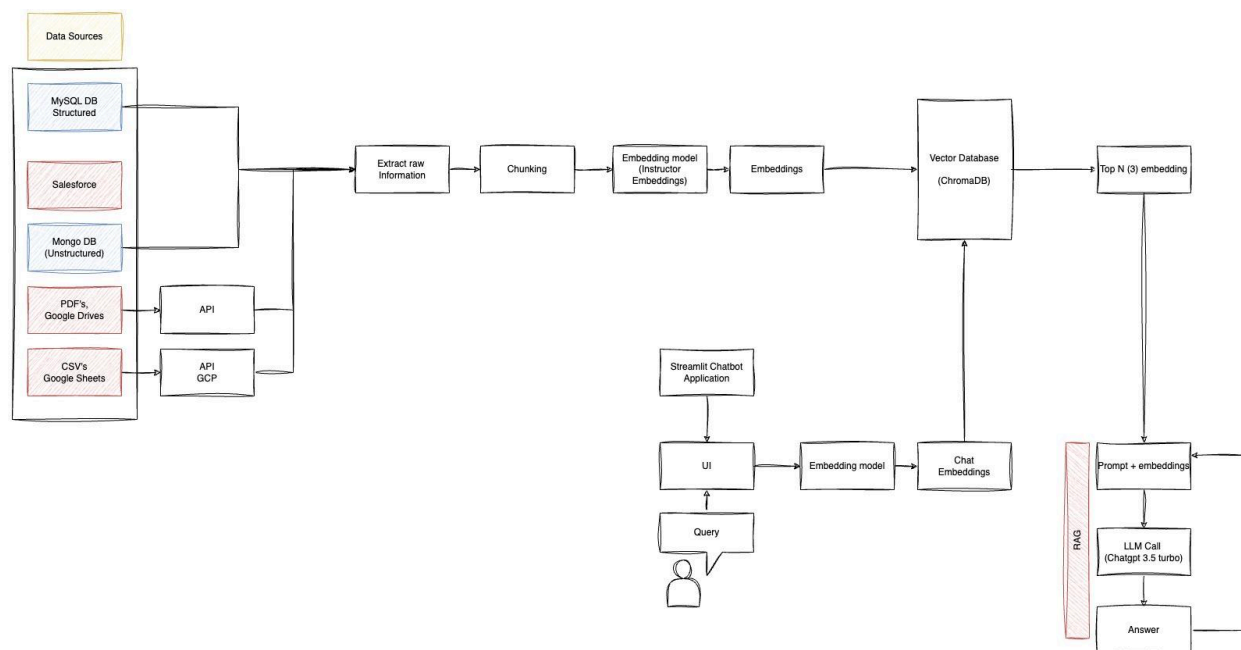 Data Sources
MySQL DB
Structured
Salesforce
Mongo DB
(Unstructured)
PDF's,
Google Drives
API
CSV's
Google Sheets
API
GCP
Extract raw
Information
Chunking
Embedding model
(Instructor
Embeddings)
Embeddings
Vector Database
(ChromaDB)
Top N (3) embedding
Streamlit Chatbot
Application
UI
Query
Embedding model
Chat
Embeddings
RAG
Prompt + embeddings
LLM Call
(Chatgpt 3.5 turbo)
Answer